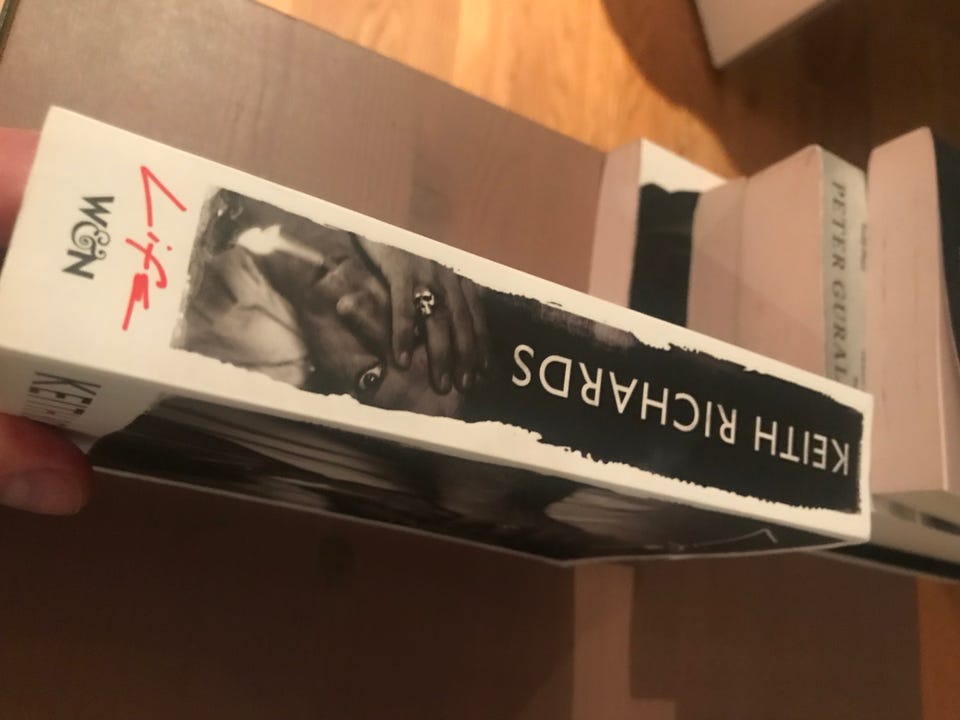 KEITH RICHARDS
LIFE
W&N
PETER